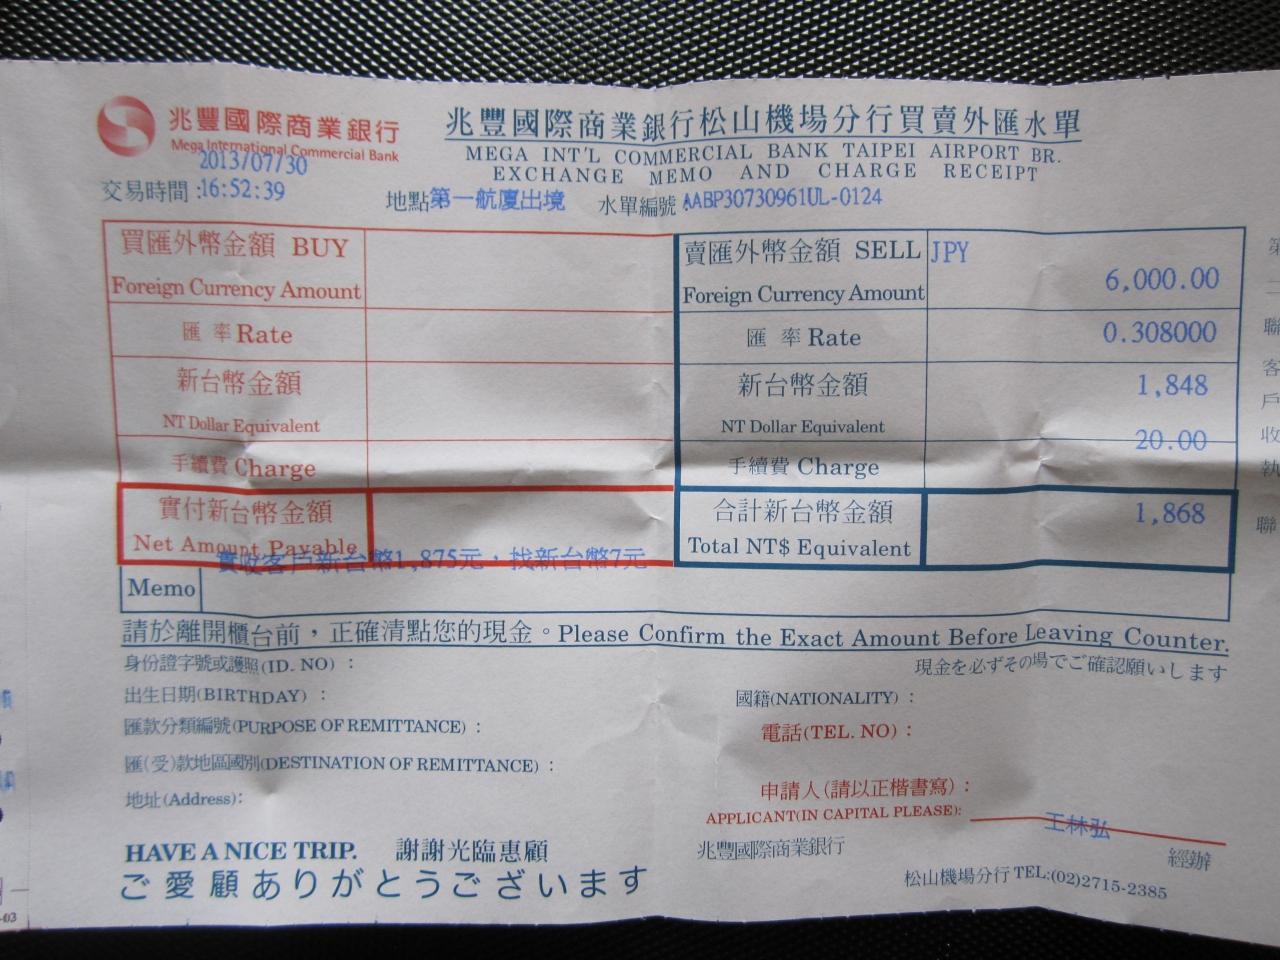 兆豐國際商業銀行
Mega International Commercial Bank
兆豐國際商業銀行松山機場分行買賣外匯水單
MEGA INT'L COMMERCIAL BANK TAIPEI AIRPORT BR.
EXCHANGE MEMO AND CHARGE RECEIPT
2013/07/30
交易時間:16:52:39 地點 第一航廈出境 水單編號:AABP30730961UL-0124
買匯外幣金額 BUY 賣匯外幣金額 SELL JPY
Foreign Currency Amount Foreign Currency Amount 6,000.00
匯 率 Rate 匯 率 Rate 0.308000
新台幣金額 新台幣金額 1,848
NT Dollar Equivalent NT Dollar Equivalent
手續費 Charge 手續費 Charge 20.00
實付新台幣金額 合計新台幣金額 1,868
Net Amount Payable Total NT$ Equivalent
實收客戶新台幣1,875元，找新台幣7元
Memo
請於離開櫃台前，正確清點您的現金。Please Confirm the Exact Amount Before Leaving Counter.
現金を必ずその場でご確認願いします
身份證字號或護照(ID. NO)：
出生日期(BIRTHDAY)： 國籍(NATIONALITY)：
匯款分類編號(PURPOSE OF REMITTANCE)： 電話(TEL. NO)：
匯(受)款地區國別(DESTINATION OF REMITTANCE)：
地址(Address): 申請人(請以正楷書寫)：
APPLICANT(IN CAPITAL PLEASE):
王林弘
HAVE A NICE TRIP. 謝謝光臨惠顧 兆豐國際商業銀行 經辦
ご愛顧ありがとうございます 松山機場分行 TEL:(02)2715-2385
第
二
聯
客
戶
收
執
聯
-03